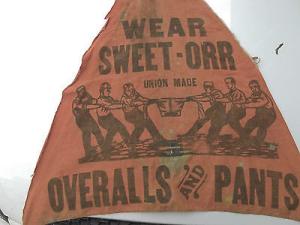 WEAR
SWEET-ORR
UNION MADE
OVERALLS AND PANTS